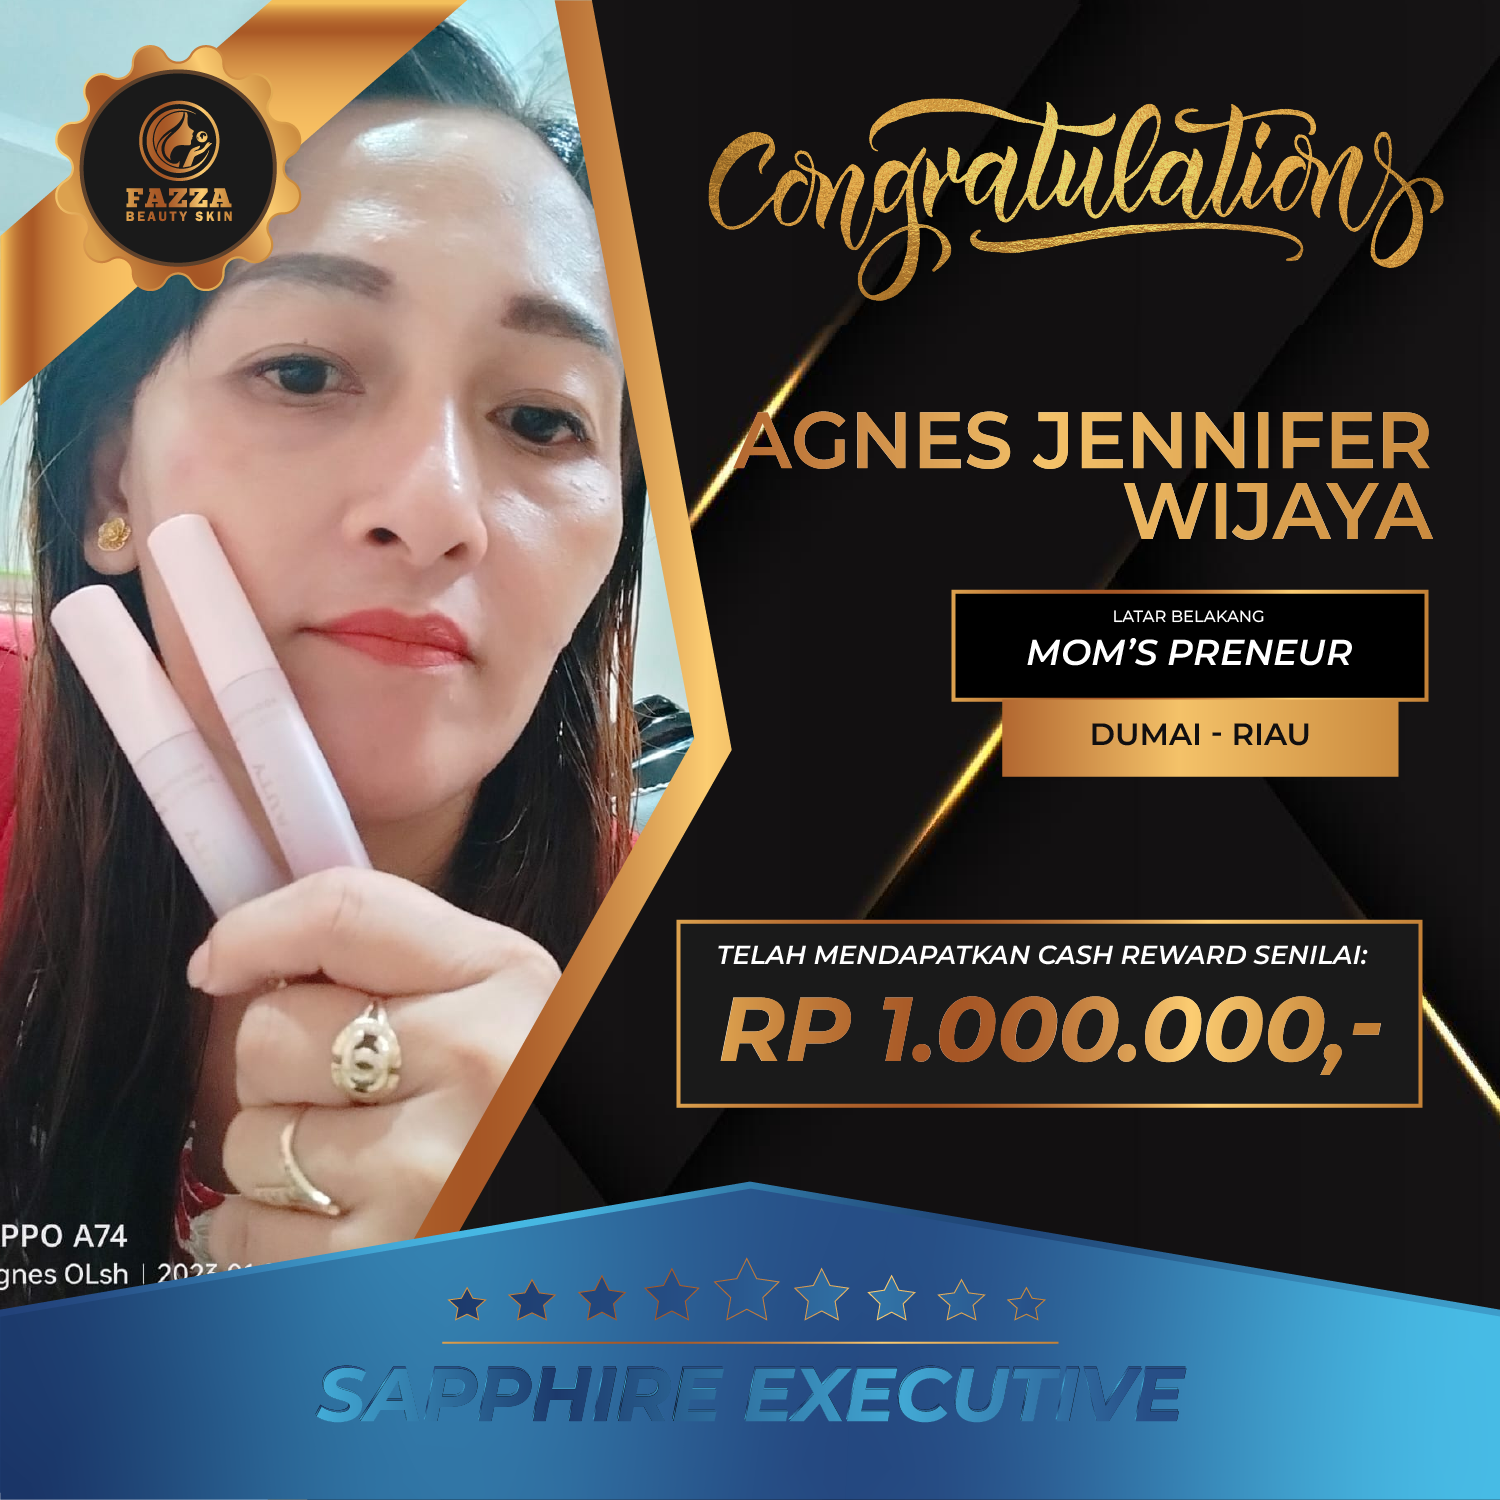 FAZZA
BEAUTY SKIN
Congratulations
AGNES JENNIFER
WIJAYA
LATAR BELAKANG
MOM'S PRENEUR
DUMAI - RIAU
TELAH MENDAPATKAN CASH REWARD SENILAI:
RP 1.000.000,-
PPO A74
gnes OLsh | 2023
SAPPHIRE EXECUTIVE